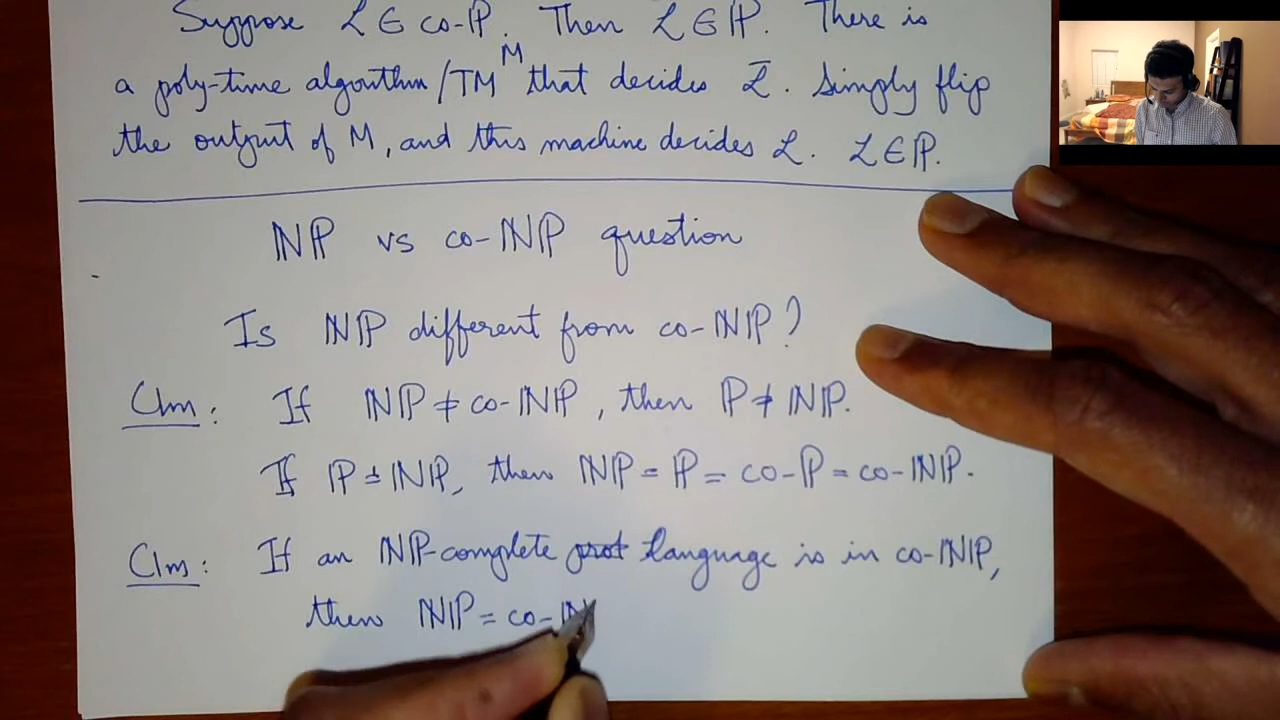 Suppose L ∈ co-P. Then L ∈ P. There is
a poly-time algorithm/TM M that decides L̄. Simply flip
the output of M, and this machine decides L. L ∈ P.
NP vs co-NP question
Is NP different from co-NP?
Clm: If NP ≠ co-NP, then P ≠ NP.
If P = NP, then NP = P = co-P = co-NP.
Clm: If an NP-complete language is in co-NP,
then NP = co-N